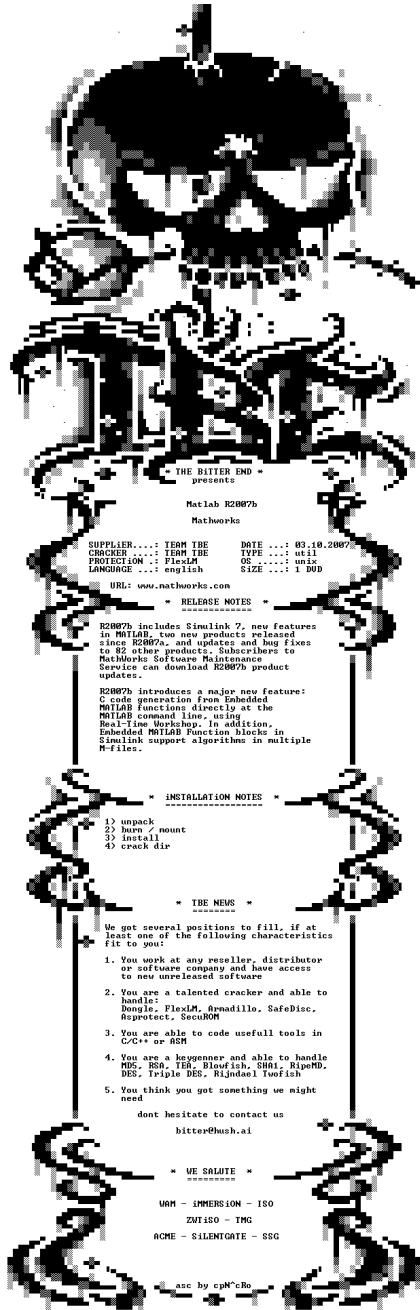 * THE BiTTER END *
presents
Matlab R2007b
Mathworks
SUPPLiER....: TEAM TBE DATE ...: 03.10.2007
CRACKER ....: TEAM TBE TYPE ...: util
PROTECTiON .: FlexLM OS .....: unix
LANGUAGE ...: english SiZE ...: 1 DVD
URL: www.mathworks.com
* RELEASE NOTES *
R2007b includes Simulink 7, new features
in MATLAB, two new products released
since R2007a, and updates and bug fixes
to 82 other products. Subscribers to
MathWorks Software Maintenance
Service can download R2007b product
updates.
R2007b introduces a major new feature:
C code generation from Embedded
MATLAB functions directly at the
MATLAB command line, using
Real-Time Workshop. In addition,
Embedded MATLAB Function blocks in
Simulink support algorithms in multiple
M-files.
* iNSTALLATiON NOTES *
1) unpack
2) burn / mount
3) install
4) crack dir
* TBE NEWS *
We got several positions to fill, if at
least one of the following characteristics
fit to you:
1. You work at any reseller, distributor
or software company and have access
to new unreleased software
2. You are a talented cracker and able to
handle:
Dongle, FlexLM, Armadillo, SafeDisc,
Asprotect, SecuROM
3. You are able to code usefull tools in
C/C++ or ASM
4. You are a keygenner and able to handle
MD5, RSA, TEA, Blowfish, SHA1, RipeMD,
DES, Triple DES, Rijndael Twofish
5. You think you got something we might
need
dont hesitate to contact us
bitter@hush.ai
* WE SALUTE *
WAM - iMMERSiON - ISO
ZWTiSO - TMG
ACME - SiLENTGATE - SSG
asc by cpN^cRo